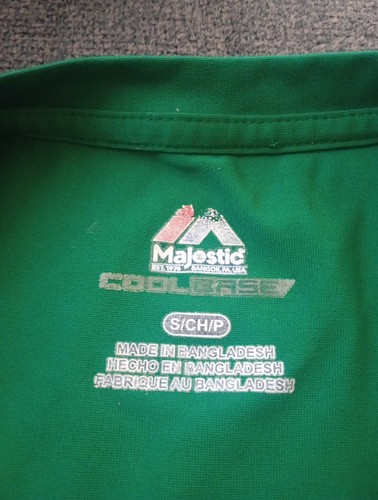 Majestic
EST. 1976 BANGOR, PA, USA
COOLBASE
S/CH/P
MADE IN BANGLADESH
HECHO EN BANGLADESH
FABRIQUE AU BANGLADESH